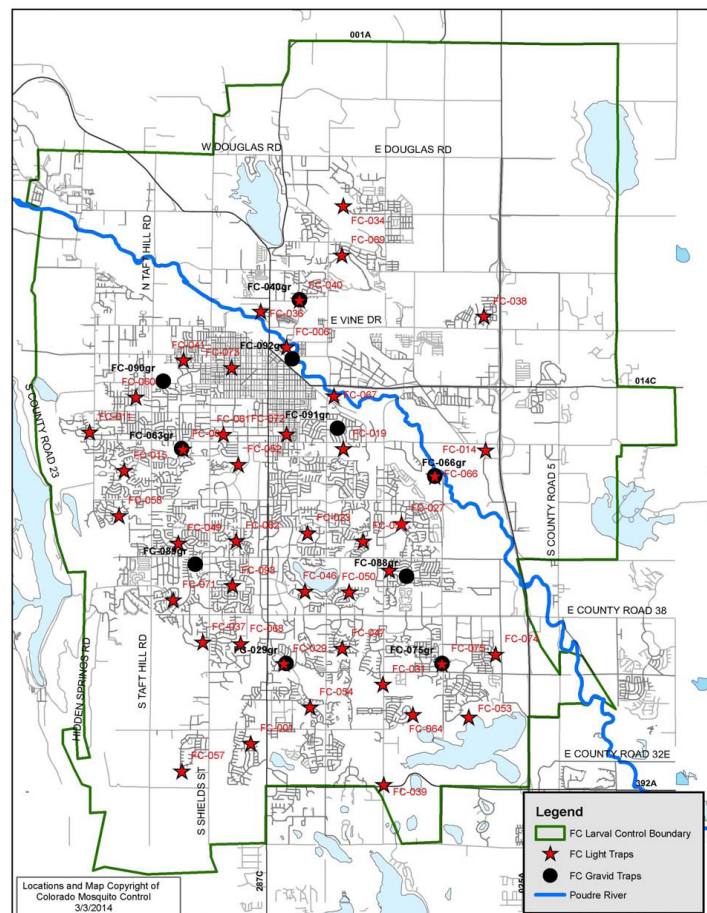 001A
W DOUGLAS RD
E DOUGLAS RD
FC-034
N TAFT HILL RD
FC-069
FC-040gr
FC-040
FC-038
FC-036
E VINE DR
FC-006
FC-092gr
FC-041
FC-073
FC-090gr
FC-060
014C
S COUNTY ROAD 23
FC-067
FC-011
FC-061
FC-072
FC-091gr
FC-063gr
FC-019
FC-014
FC-015
FC-052
FC-066gr
FC-066
S COUNTY ROAD 5
FC-058
FC-027
FC-049
FC-062
FC-023
FC-089gr
FC-088gr
FC-071
FC-093
FC-046
FC-050
E COUNTY ROAD 38
HIDDEN SPRINGS RD
S TAFT HILL RD
FC-037
FC-068
FC-047
FC-074
FC-029
FC-075gr
FC-075
FC-031
FC-054
FC-064
FC-053
FC-001
E COUNTY ROAD 32E
FC-057
S SHIELDS ST
FC-039
392A
287C
025A
Legend
FC Larval Control Boundary
FC Light Traps
FC Gravid Traps
Poudre River
Locations and Map Copyright of
Colorado Mosquito Control
3/3/2014